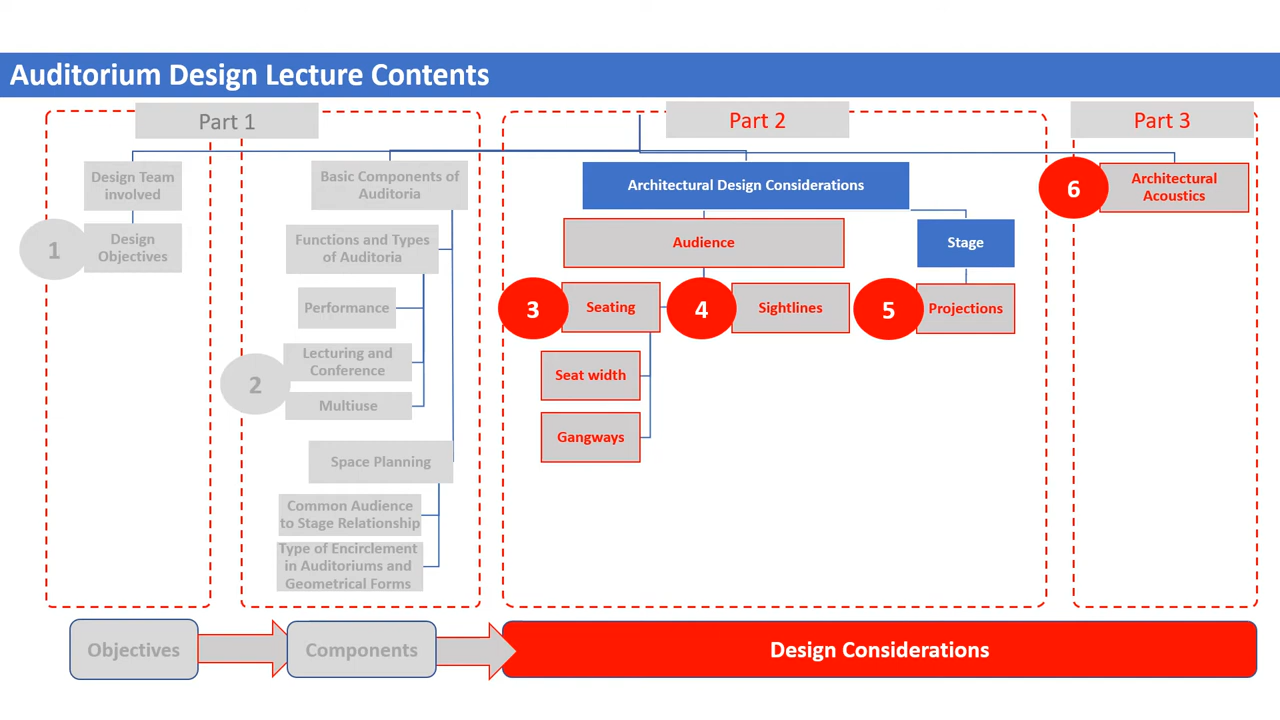 Auditorium Design Lecture Contents
Part 1
Part 2
Part 3
Design Team
involved
1
Design
Objectives
Basic Components of
Auditoria
Functions and Types
of Auditoria
Performance
2
Lecturing and
Conference
Multiuse
Space Planning
Common Audience
to Stage Relationship
Type of Encirclement
in Auditoriums and
Geometrical Forms
Architectural Design Considerations
Audience
Stage
3
Seating
4
Sightlines
5
Projections
Seat width
Gangways
6
Architectural
Acoustics
Objectives
Components
Design Considerations